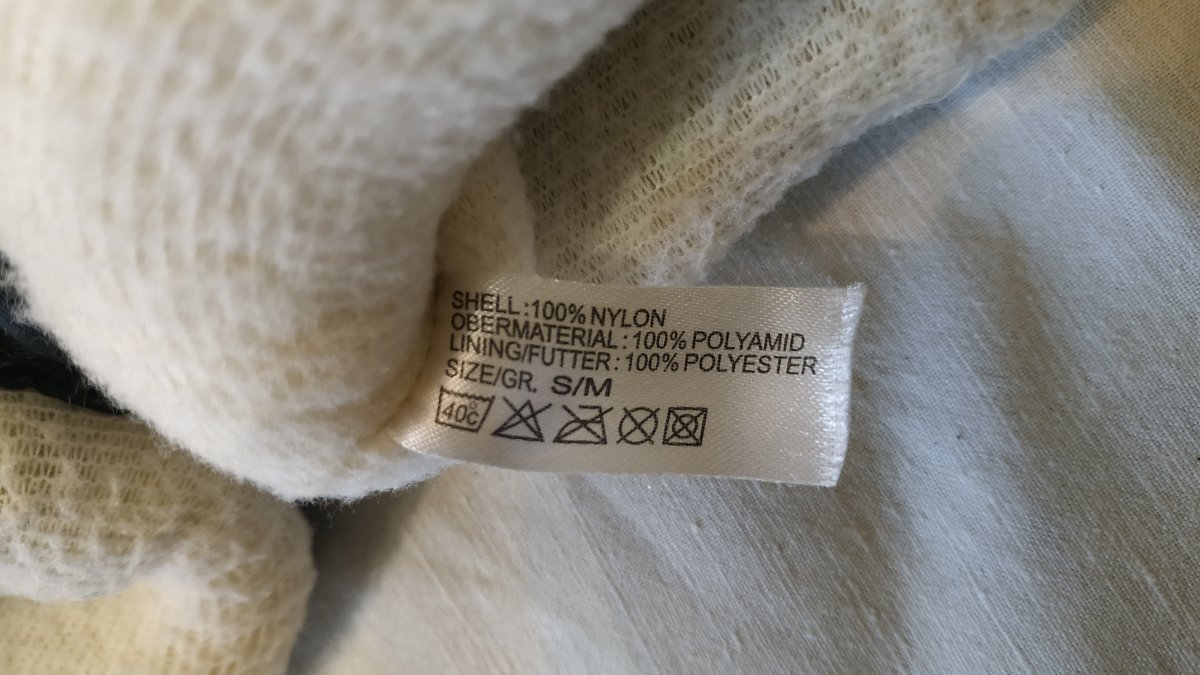 SHELL:100% NYLON
OBERMATERIAL:100% POLYAMID
LINING/FUTTER:100% POLYESTER
SIZE/GR. S/M
40°C